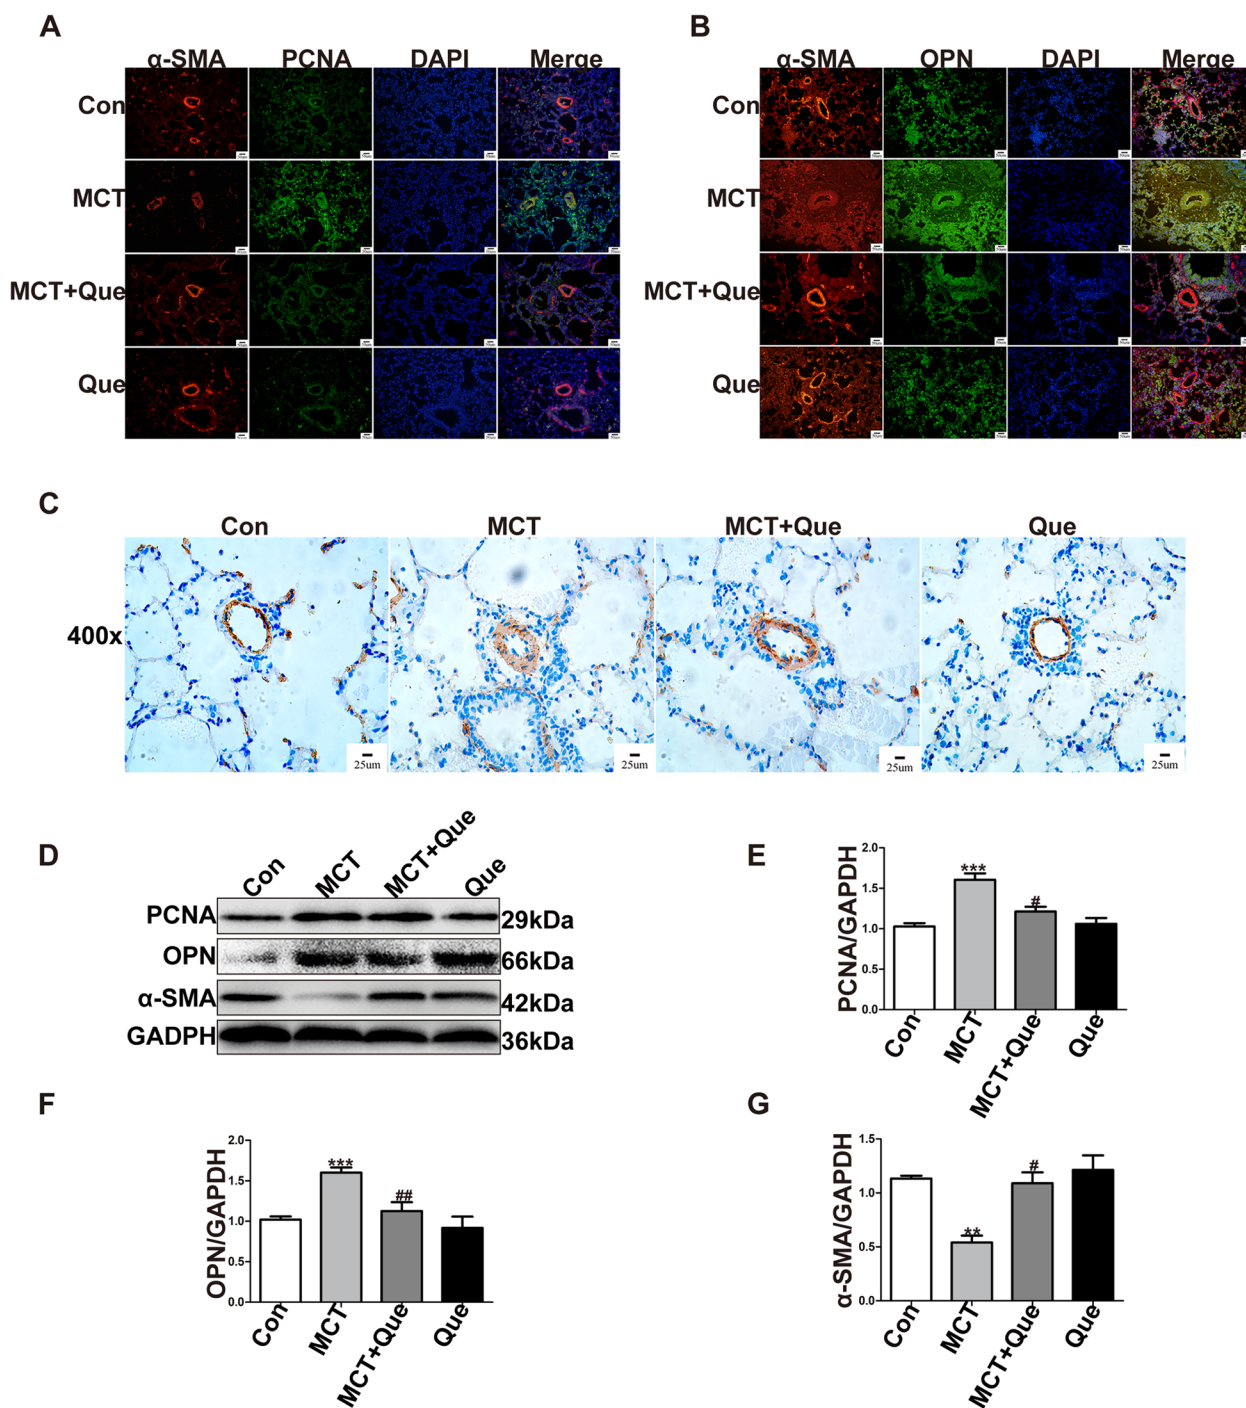 A
α-SMA PCNA DAPI Merge
Con
MCT
MCT+Que
Que
B
α-SMA OPN DAPI Merge
Con
MCT
MCT+Que
Que
C
Con MCT MCT+Que Que
400x
25um 25um 25um 25um
D
Con MCT MCT+Que Que
PCNA 29kDa
OPN 66kDa
α-SMA 42kDa
GADPH 36kDa
E
PCNA/GAPDH
2.0
1.5
1.0
0.5
0.0
***
#
Con MCT MCT+Que Que
F
OPN/GAPDH
2.0
1.5
1.0
0.5
0.0
***
##
Con MCT MCT+Que Que
G
α-SMA/GAPDH
1.5
1.0
0.5
0.0
**
#
Con MCT MCT+Que Que